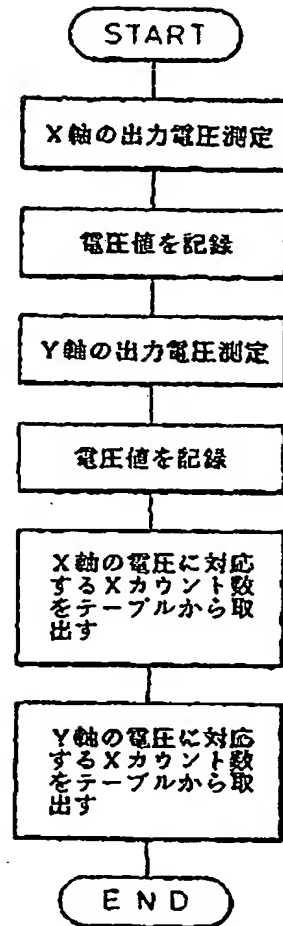 START
X軸の出力電圧測定
電圧値を記録
Y軸の出力電圧測定
電圧値を記録
X軸の電圧に対応
するXカウント数
をテーブルから取
出す
Y軸の電圧に対応
するXカウント数
をテーブルから取
出す
END